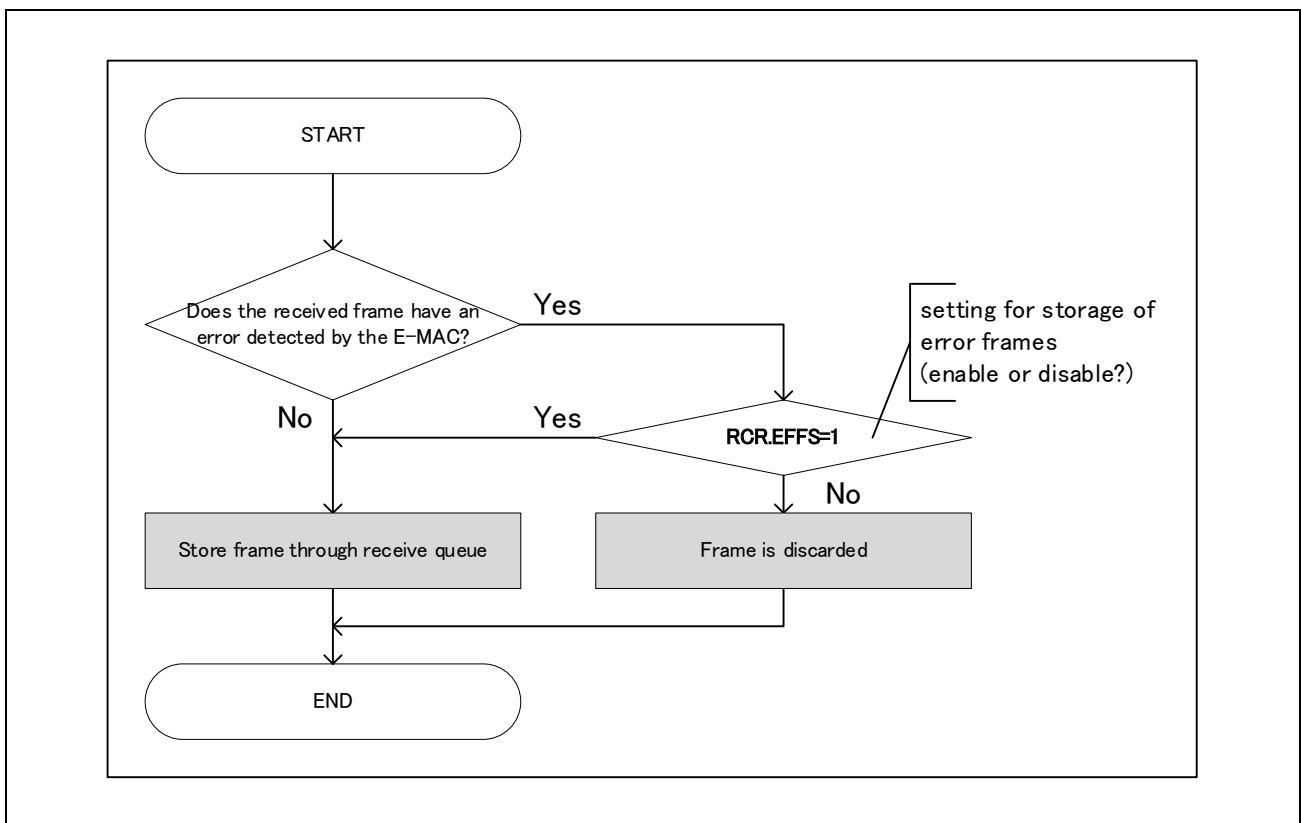 START
Does the received frame have an
error detected by the E-MAC?
Yes
setting for storage of
error frames
(enable or disable?)
No
Yes
RCR.EFFS=1
No
Store frame through receive queue
Frame is discarded
END